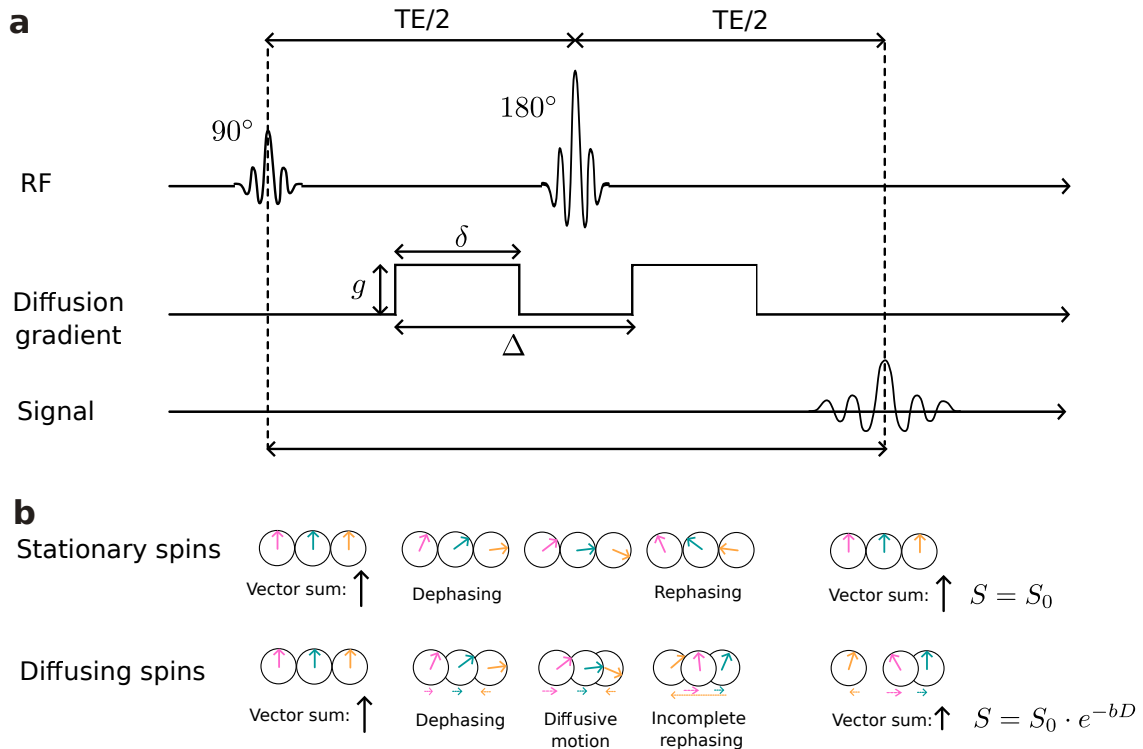 a
TE/2 TE/2
90° 180°
RF
δ
g
Diffusion
gradient
Δ
Signal
b
Stationary spins
Vector sum: Dephasing Rephasing Vector sum: S = S₀
Diffusing spins
Vector sum: Dephasing Diffusive Incomplete Vector sum: S = S₀ · e^{-bD}
motion rephasing